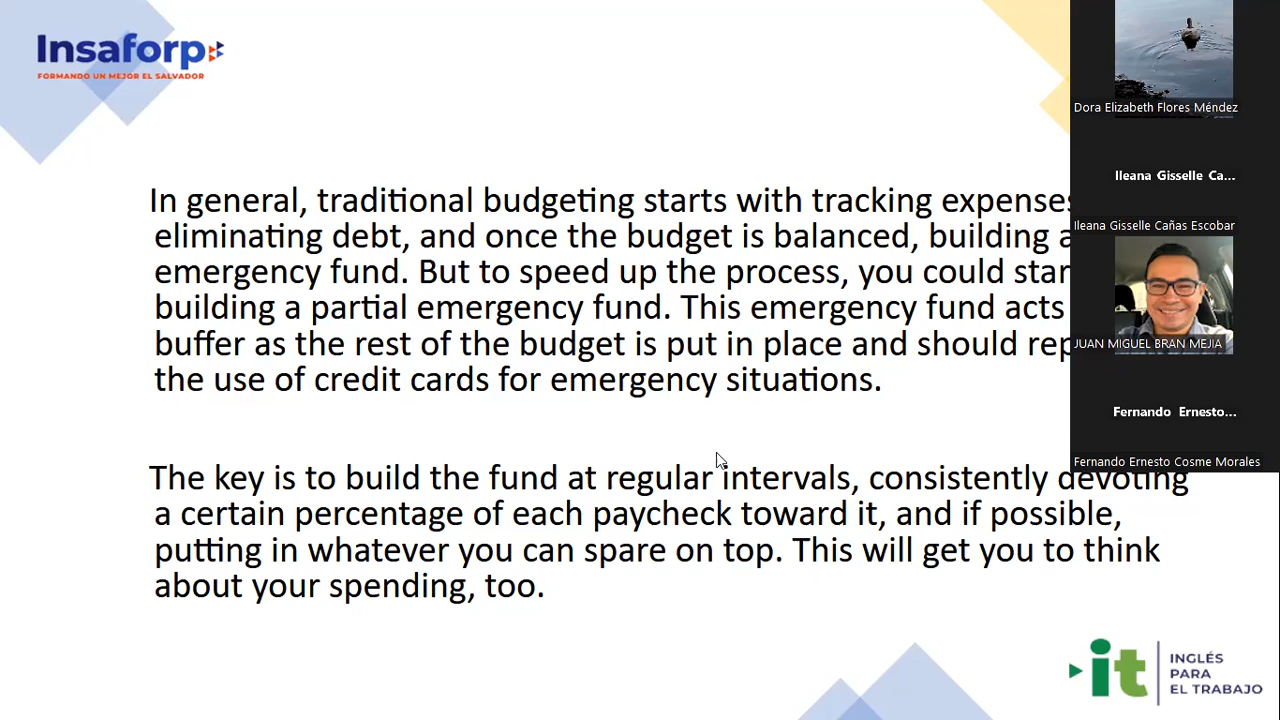 Insaforp
FORMANDO UN MEJOR EL SALVADOR
In general, traditional budgeting starts with tracking expenses
eliminating debt, and once the budget is balanced, building
emergency fund. But to speed up the process, you could
building a partial emergency fund. This emergency fund acts
buffer as the rest of the budget is put in place and should
the use of credit cards for emergency situations.
The key is to build the fund at regular intervals, consistently devoting
a certain percentage of each paycheck toward it, and if possible,
putting in whatever you can spare on top. This will get you to think
about your spending, too.
Dora Elizabeth Flores Méndez
Ileana Gisselle Ca...
Ileana Gisselle Cañas Escobar
JUAN MIGUEL BRAN MEJIA
Fernando Ernesto...
Fernando Ernesto Cosme Morales
it
INGLÉS
PARA
EL TRABAJO